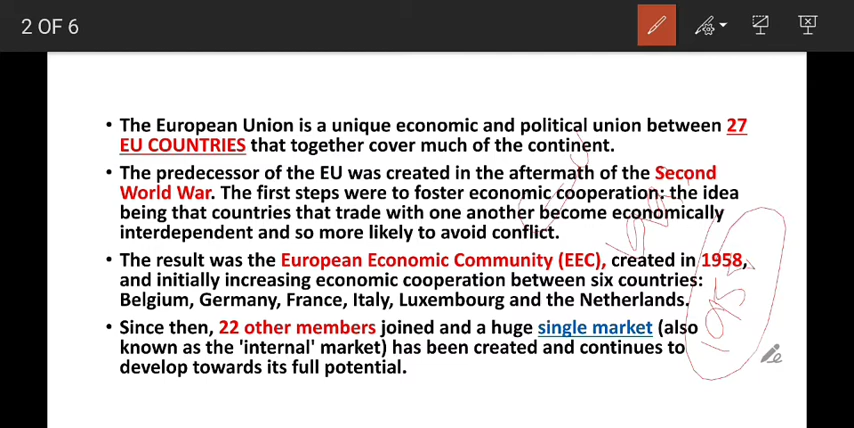 2 OF 6
• The European Union is a unique economic and political union between 27
EU COUNTRIES that together cover much of the continent.
• The predecessor of the EU was created in the aftermath of the Second
World War. The first steps were to foster economic cooperation: the idea
being that countries that trade with one another become economically
interdependent and so more likely to avoid conflict.
• The result was the European Economic Community (EEC), created in 1958,
and initially increasing economic cooperation between six countries:
Belgium, Germany, France, Italy, Luxembourg and the Netherlands.
• Since then, 22 other members joined and a huge single market (also
known as the 'internal' market) has been created and continues to
develop towards its full potential.